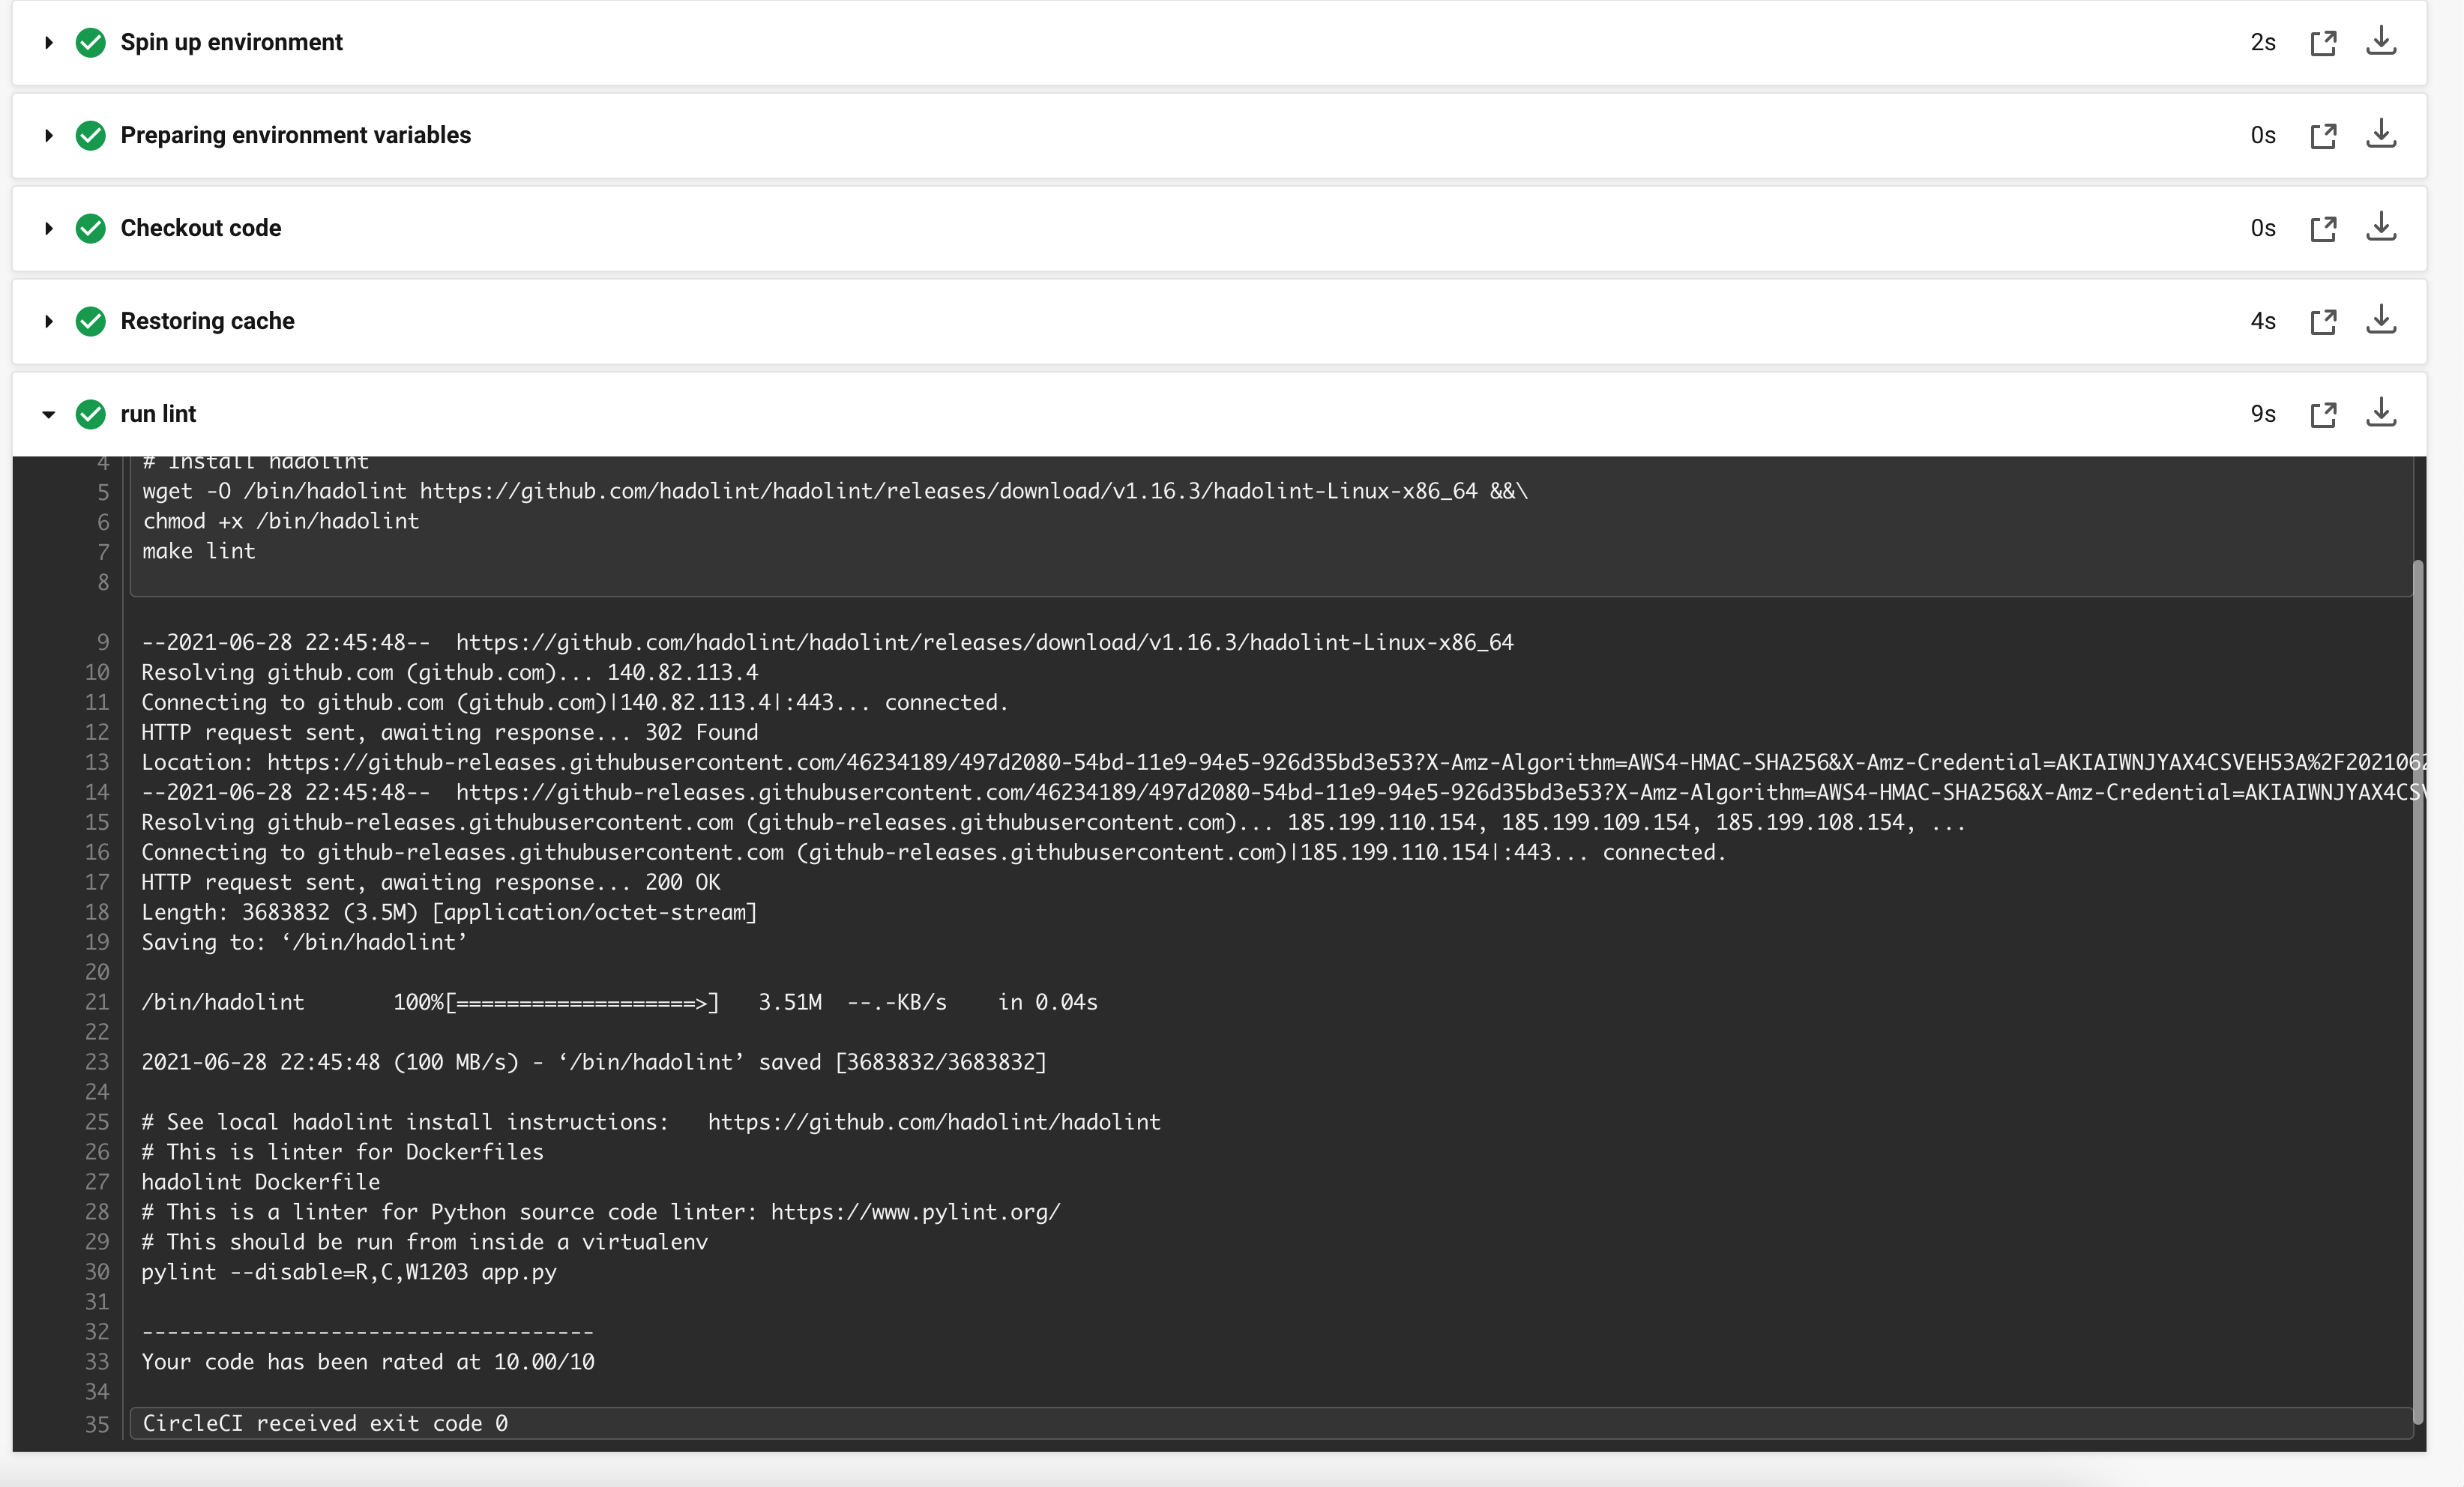 Spin up environment 2s
Preparing environment variables 0s
Checkout code 0s
Restoring cache 4s
run lint 9s
4 # Install hadolint
5 wget -O /bin/hadolint https://github.com/hadolint/hadolint/releases/download/v1.16.3/hadolint-Linux-x86_64 &&\
6 chmod +x /bin/hadolint
7 make lint
8
9 --2021-06-28 22:45:48--  https://github.com/hadolint/hadolint/releases/download/v1.16.3/hadolint-Linux-x86_64
10 Resolving github.com (github.com)... 140.82.113.4
11 Connecting to github.com (github.com)|140.82.113.4|:443... connected.
12 HTTP request sent, awaiting response... 302 Found
13 Location: https://github-releases.githubusercontent.com/46234189/497d2080-54bd-11e9-94e5-926d35bd3e53?X-Amz-Algorithm=AWS4-HMAC-SHA256&X-Amz-Credential=AKIAIWNJYAX4CSVEH53A%2F2021062
14 --2021-06-28 22:45:48--  https://github-releases.githubusercontent.com/46234189/497d2080-54bd-11e9-94e5-926d35bd3e53?X-Amz-Algorithm=AWS4-HMAC-SHA256&X-Amz-Credential=AKIAIWNJYAX4CSV
15 Resolving github-releases.githubusercontent.com (github-releases.githubusercontent.com)... 185.199.110.154, 185.199.109.154, 185.199.108.154, ...
16 Connecting to github-releases.githubusercontent.com (github-releases.githubusercontent.com)|185.199.110.154|:443... connected.
17 HTTP request sent, awaiting response... 200 OK
18 Length: 3683832 (3.5M) [application/octet-stream]
19 Saving to: ‘/bin/hadolint’
20
21 /bin/hadolint       100%[===================>]   3.51M  --.-KB/s    in 0.04s
22
23 2021-06-28 22:45:48 (100 MB/s) - ‘/bin/hadolint’ saved [3683832/3683832]
24
25 # See local hadolint install instructions:   https://github.com/hadolint/hadolint
26 # This is linter for Dockerfiles
27 hadolint Dockerfile
28 # This is a linter for Python source code linter: https://www.pylint.org/
29 # This should be run from inside a virtualenv
30 pylint --disable=R,C,W1203 app.py
31
32 ------------------------------------
33 Your code has been rated at 10.00/10
34
35 CircleCI received exit code 0